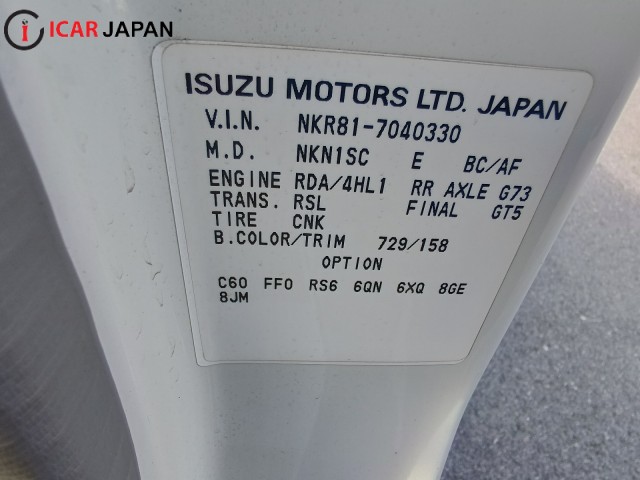 ICAR JAPAN
ISUZU MOTORS LTD. JAPAN
V.I.N. NKR81-7040330
M.D. NKN1SC E BC/AF
ENGINE RDA/4HL1 RR AXLE G73
TRANS. RSL FINAL GT5
TIRE CNK
B.COLOR/TRIM 729/158
OPTION
C60 FF0 RS6 6QN 6XQ 8GE
8JM